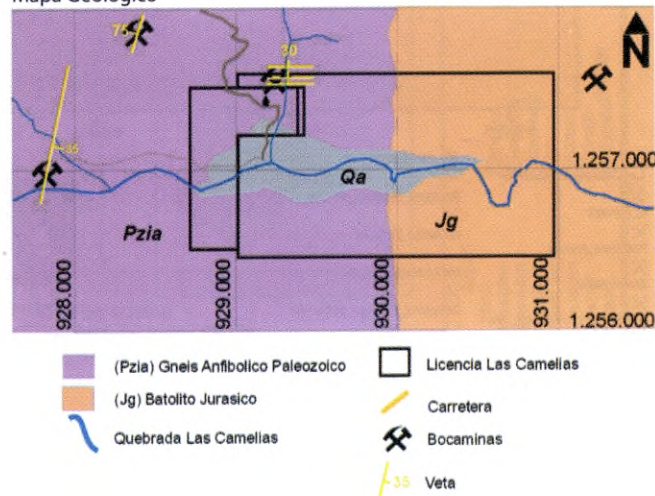 Mapa Geológico
75
30
N
35
1.257.000
Qa
Pzia
Jg
928.000
929.000
930.000
931.000
1.256.000
(Pzia) Gneis Anfibolico Paleozoico
(Jg) Batolito Jurasico
Quebrada Las Camelias
Licencia Las Camelias
Carretera
Bocaminas
35
Veta